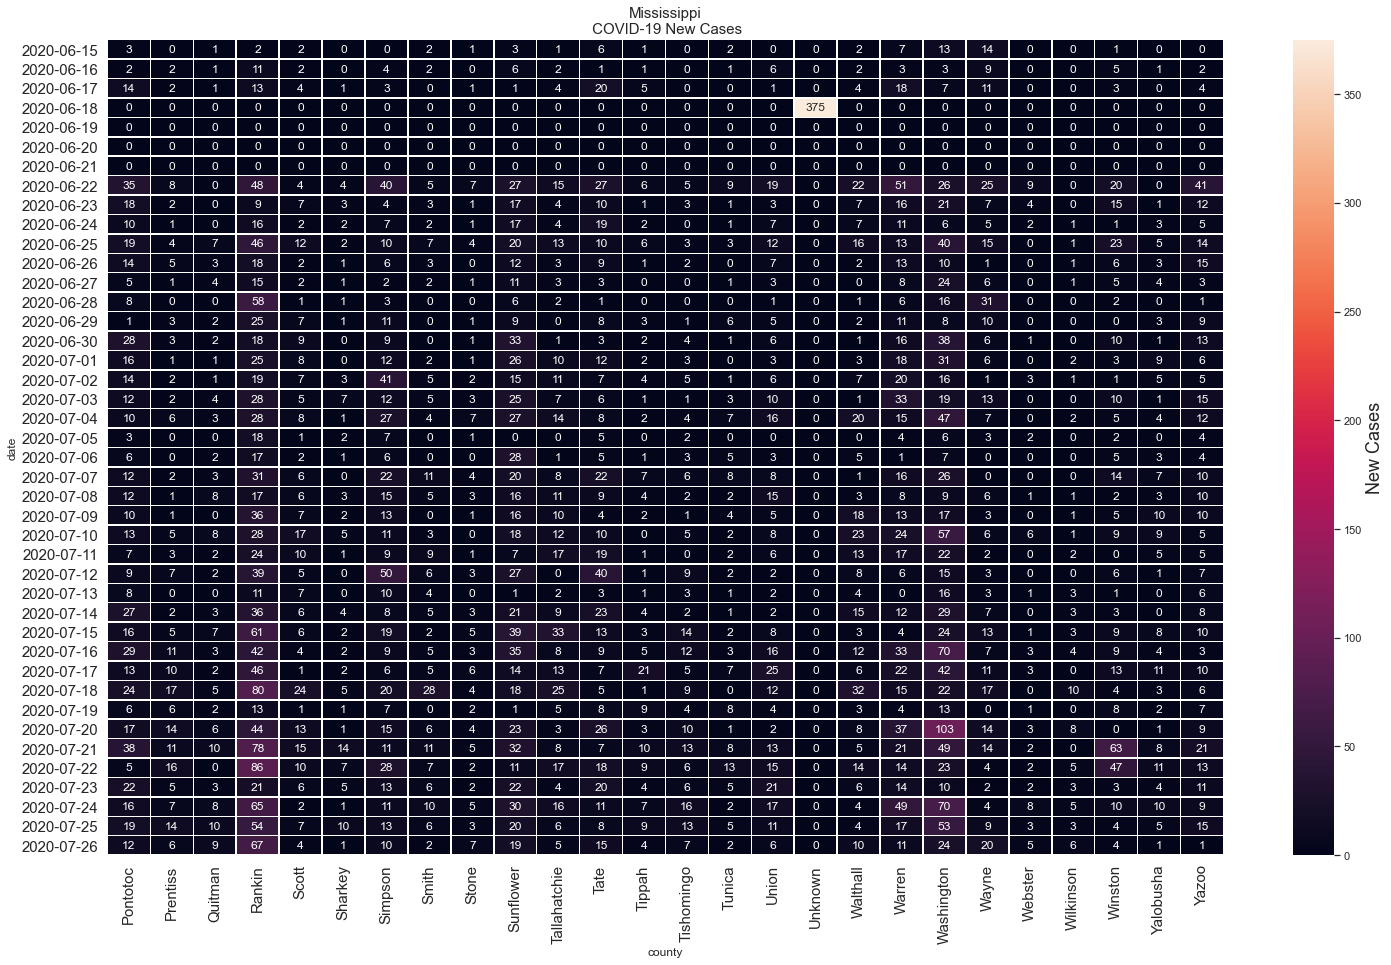 Mississippi
COVID-19 New Cases
2020-06-15 3 0 1 2 2 0 0 2 1 3 1 6 1 0 2 0 0 2 7 13 14 0 0 1 0 0
2020-06-16 2 2 1 11 2 0 4 2 0 6 2 1 1 0 1 6 0 2 3 3 9 0 0 5 1 2
2020-06-17 14 2 1 13 4 1 3 0 1 1 4 20 5 0 0 1 0 4 18 7 11 0 0 3 0 4
2020-06-18 0 0 0 0 0 0 0 0 0 0 0 0 0 0 0 0 375 0 0 0 0 0 0 0 0 0
2020-06-19 0 0 0 0 0 0 0 0 0 0 0 0 0 0 0 0 0 0 0 0 0 0 0 0 0 0
2020-06-20 0 0 0 0 0 0 0 0 0 0 0 0 0 0 0 0 0 0 0 0 0 0 0 0 0 0
2020-06-21 0 0 0 0 0 0 0 0 0 0 0 0 0 0 0 0 0 0 0 0 0 0 0 0 0 0
2020-06-22 35 8 0 48 4 4 40 5 7 27 15 27 6 5 9 19 0 22 51 26 25 9 0 20 0 41
2020-06-23 18 2 0 9 7 3 4 3 1 17 4 10 1 3 1 3 0 7 16 21 7 4 0 15 1 12
2020-06-24 10 1 0 16 2 2 7 2 1 17 4 19 2 0 1 7 0 7 11 6 5 2 1 1 3 5
2020-06-25 19 4 7 46 12 2 10 7 4 20 13 10 6 3 3 12 0 16 13 40 15 0 1 23 5 14
2020-06-26 14 5 3 18 2 1 6 3 0 12 3 9 1 2 0 7 0 2 13 10 1 0 1 6 3 15
2020-06-27 5 1 4 15 2 1 2 2 1 11 3 3 0 0 1 3 0 0 8 24 6 0 1 5 4 3
2020-06-28 8 0 0 58 1 1 3 0 0 6 2 1 0 0 0 1 0 1 6 16 31 0 0 2 0 1
2020-06-29 1 3 2 25 7 1 11 0 1 9 0 8 3 1 6 5 0 2 11 8 10 0 0 0 3 9
2020-06-30 28 3 2 18 9 0 9 0 1 33 1 3 2 4 1 6 0 1 16 38 6 1 0 10 1 13
2020-07-01 16 1 1 25 8 0 12 2 1 26 10 12 2 3 0 3 0 3 18 31 6 0 2 3 9 6
2020-07-02 14 2 1 19 7 3 41 5 2 15 11 7 4 5 1 6 0 7 20 16 1 3 1 1 5 5
2020-07-03 12 2 4 28 5 7 12 5 3 25 7 6 1 1 3 10 0 1 33 19 13 0 0 10 1 15
2020-07-04 10 6 3 28 8 1 27 4 7 27 14 8 2 4 7 16 0 20 15 47 7 0 2 5 4 12
2020-07-05 3 0 0 18 1 2 7 0 1 0 0 5 0 2 0 0 0 0 4 6 3 2 0 2 0 4
2020-07-06 6 0 2 17 2 1 6 0 0 28 1 5 1 3 5 3 0 5 1 7 0 0 0 5 3 4
2020-07-07 12 2 3 31 6 0 22 11 4 20 8 22 7 6 8 8 0 1 16 26 0 0 0 14 7 10
2020-07-08 12 1 8 17 6 3 15 5 3 16 11 9 4 2 2 15 0 3 8 9 6 1 1 2 3 10
2020-07-09 10 1 0 36 7 2 13 0 1 16 10 4 2 1 4 5 0 18 13 17 3 0 1 5 10 10
2020-07-10 13 5 8 28 17 5 11 3 0 18 12 10 0 5 2 8 0 23 24 57 6 6 1 9 9 5
2020-07-11 7 3 2 24 10 1 9 9 1 7 17 19 1 0 2 6 0 13 17 22 2 0 2 0 5 5
2020-07-12 9 7 2 39 5 0 50 6 3 27 0 40 1 9 2 2 0 8 6 15 3 0 0 6 1 7
2020-07-13 8 0 0 11 7 0 10 4 0 1 2 3 1 3 1 2 0 4 0 16 3 1 3 1 0 6
2020-07-14 27 2 3 36 6 4 8 5 3 21 9 23 4 2 1 2 0 15 12 29 7 0 3 3 0 8
2020-07-15 16 5 7 61 6 2 19 2 5 39 33 13 3 14 2 8 0 3 4 24 13 1 3 9 8 10
2020-07-16 29 11 3 42 4 2 9 5 3 35 8 9 5 12 3 16 0 12 33 70 7 3 4 9 4 3
2020-07-17 13 10 2 46 1 2 6 5 6 14 13 7 21 5 7 25 0 6 22 42 11 3 0 13 11 10
2020-07-18 24 17 5 80 24 5 20 28 4 18 25 5 1 9 0 12 0 32 15 22 17 0 10 4 3 6
2020-07-19 6 6 2 13 1 1 7 0 2 1 5 8 9 4 8 4 0 3 4 13 0 1 0 8 2 7
2020-07-20 17 14 6 44 13 1 15 6 4 23 3 26 3 10 1 2 0 8 37 103 14 3 8 0 1 9
2020-07-21 38 11 10 78 15 14 11 11 5 32 8 7 10 13 8 13 0 5 21 49 14 2 0 63 8 21
2020-07-22 5 16 0 86 10 7 28 7 2 11 17 18 9 6 13 15 0 14 14 23 4 2 5 47 11 13
2020-07-23 22 5 3 21 6 5 13 6 2 22 4 20 4 6 5 21 0 6 14 10 2 2 3 3 4 11
2020-07-24 16 7 8 65 2 1 11 10 5 30 16 11 7 16 2 17 0 4 49 70 4 8 5 10 10 9
2020-07-25 19 14 10 54 7 10 13 6 3 20 6 8 9 13 5 11 0 4 17 53 9 3 3 4 5 15
2020-07-26 12 6 9 67 4 1 10 2 7 19 5 15 4 7 2 6 0 10 11 24 20 5 6 4 1 1
date
Pontotoc Prentiss Quitman Rankin Scott Sharkey Simpson Smith Stone Sunflower Tallahatchie Tate Tippah Tishomingo Tunica Union Unknown Walthall Warren Washington Wayne Webster Wilkinson Winston Yalobusha Yazoo
county
350
300
250
200
150
100
50
0
New Cases